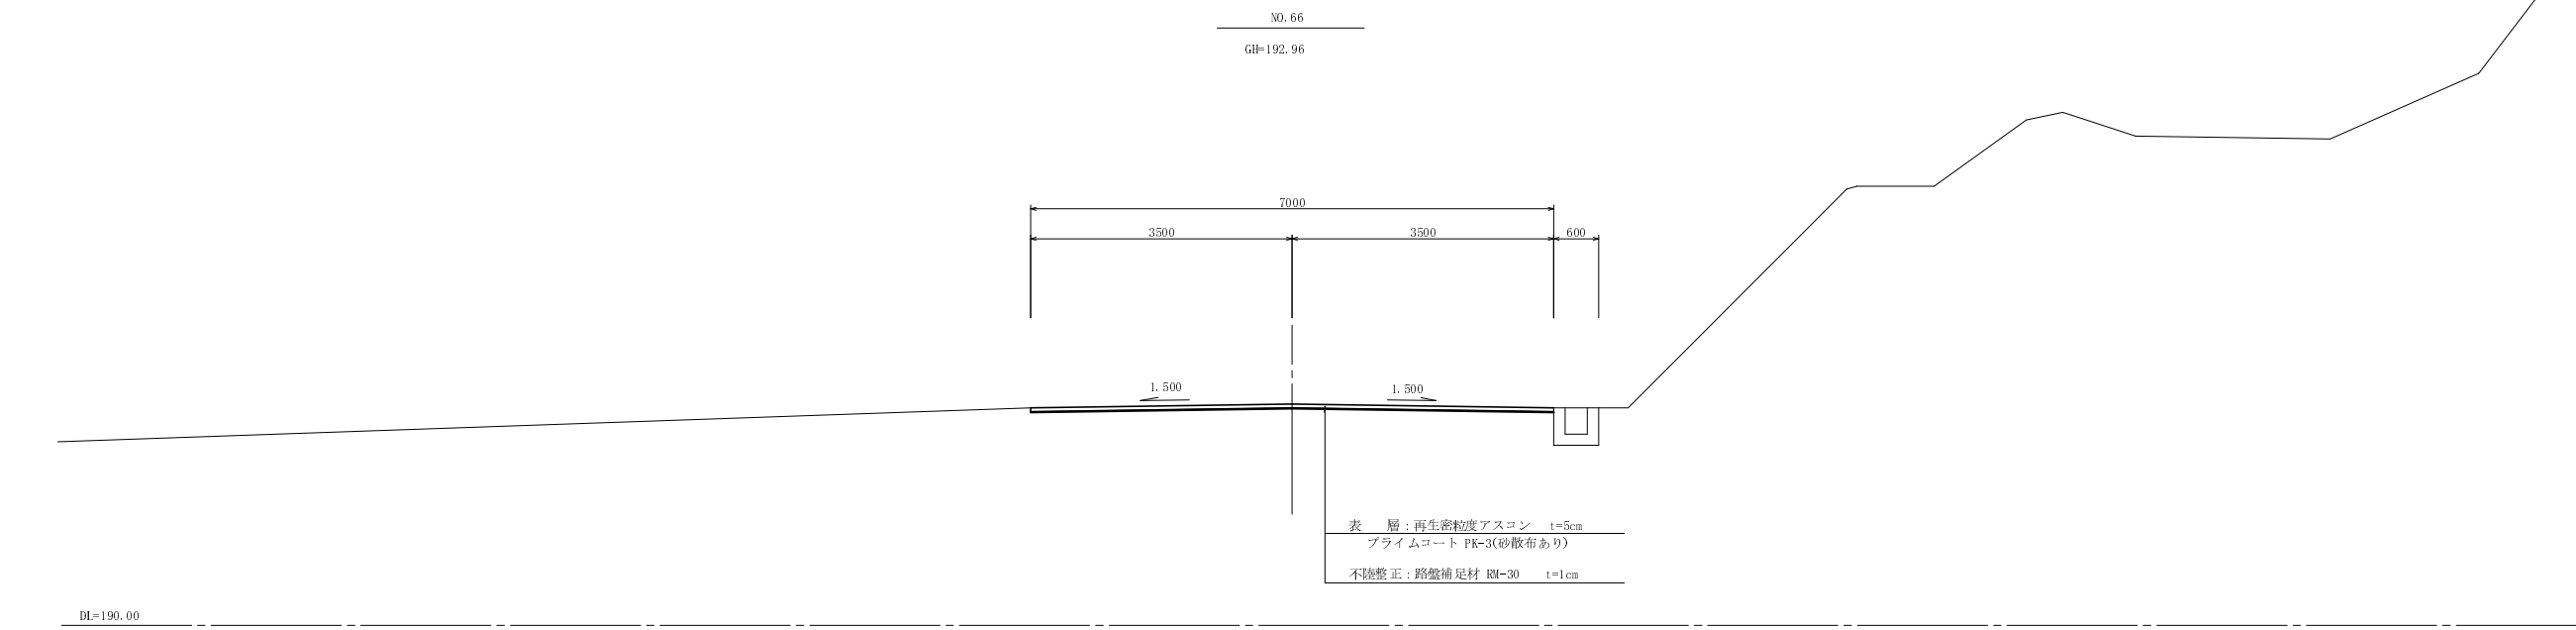 NO.66
GH=192.96
7000
3500
3500
600
1.500
1.500
表　層：再生密粒度アスコン　t=5cm
プライムコート PK-3(砂散布あり)
不陸整正：路盤補足材 RM-30　t=1cm
DL=190.00